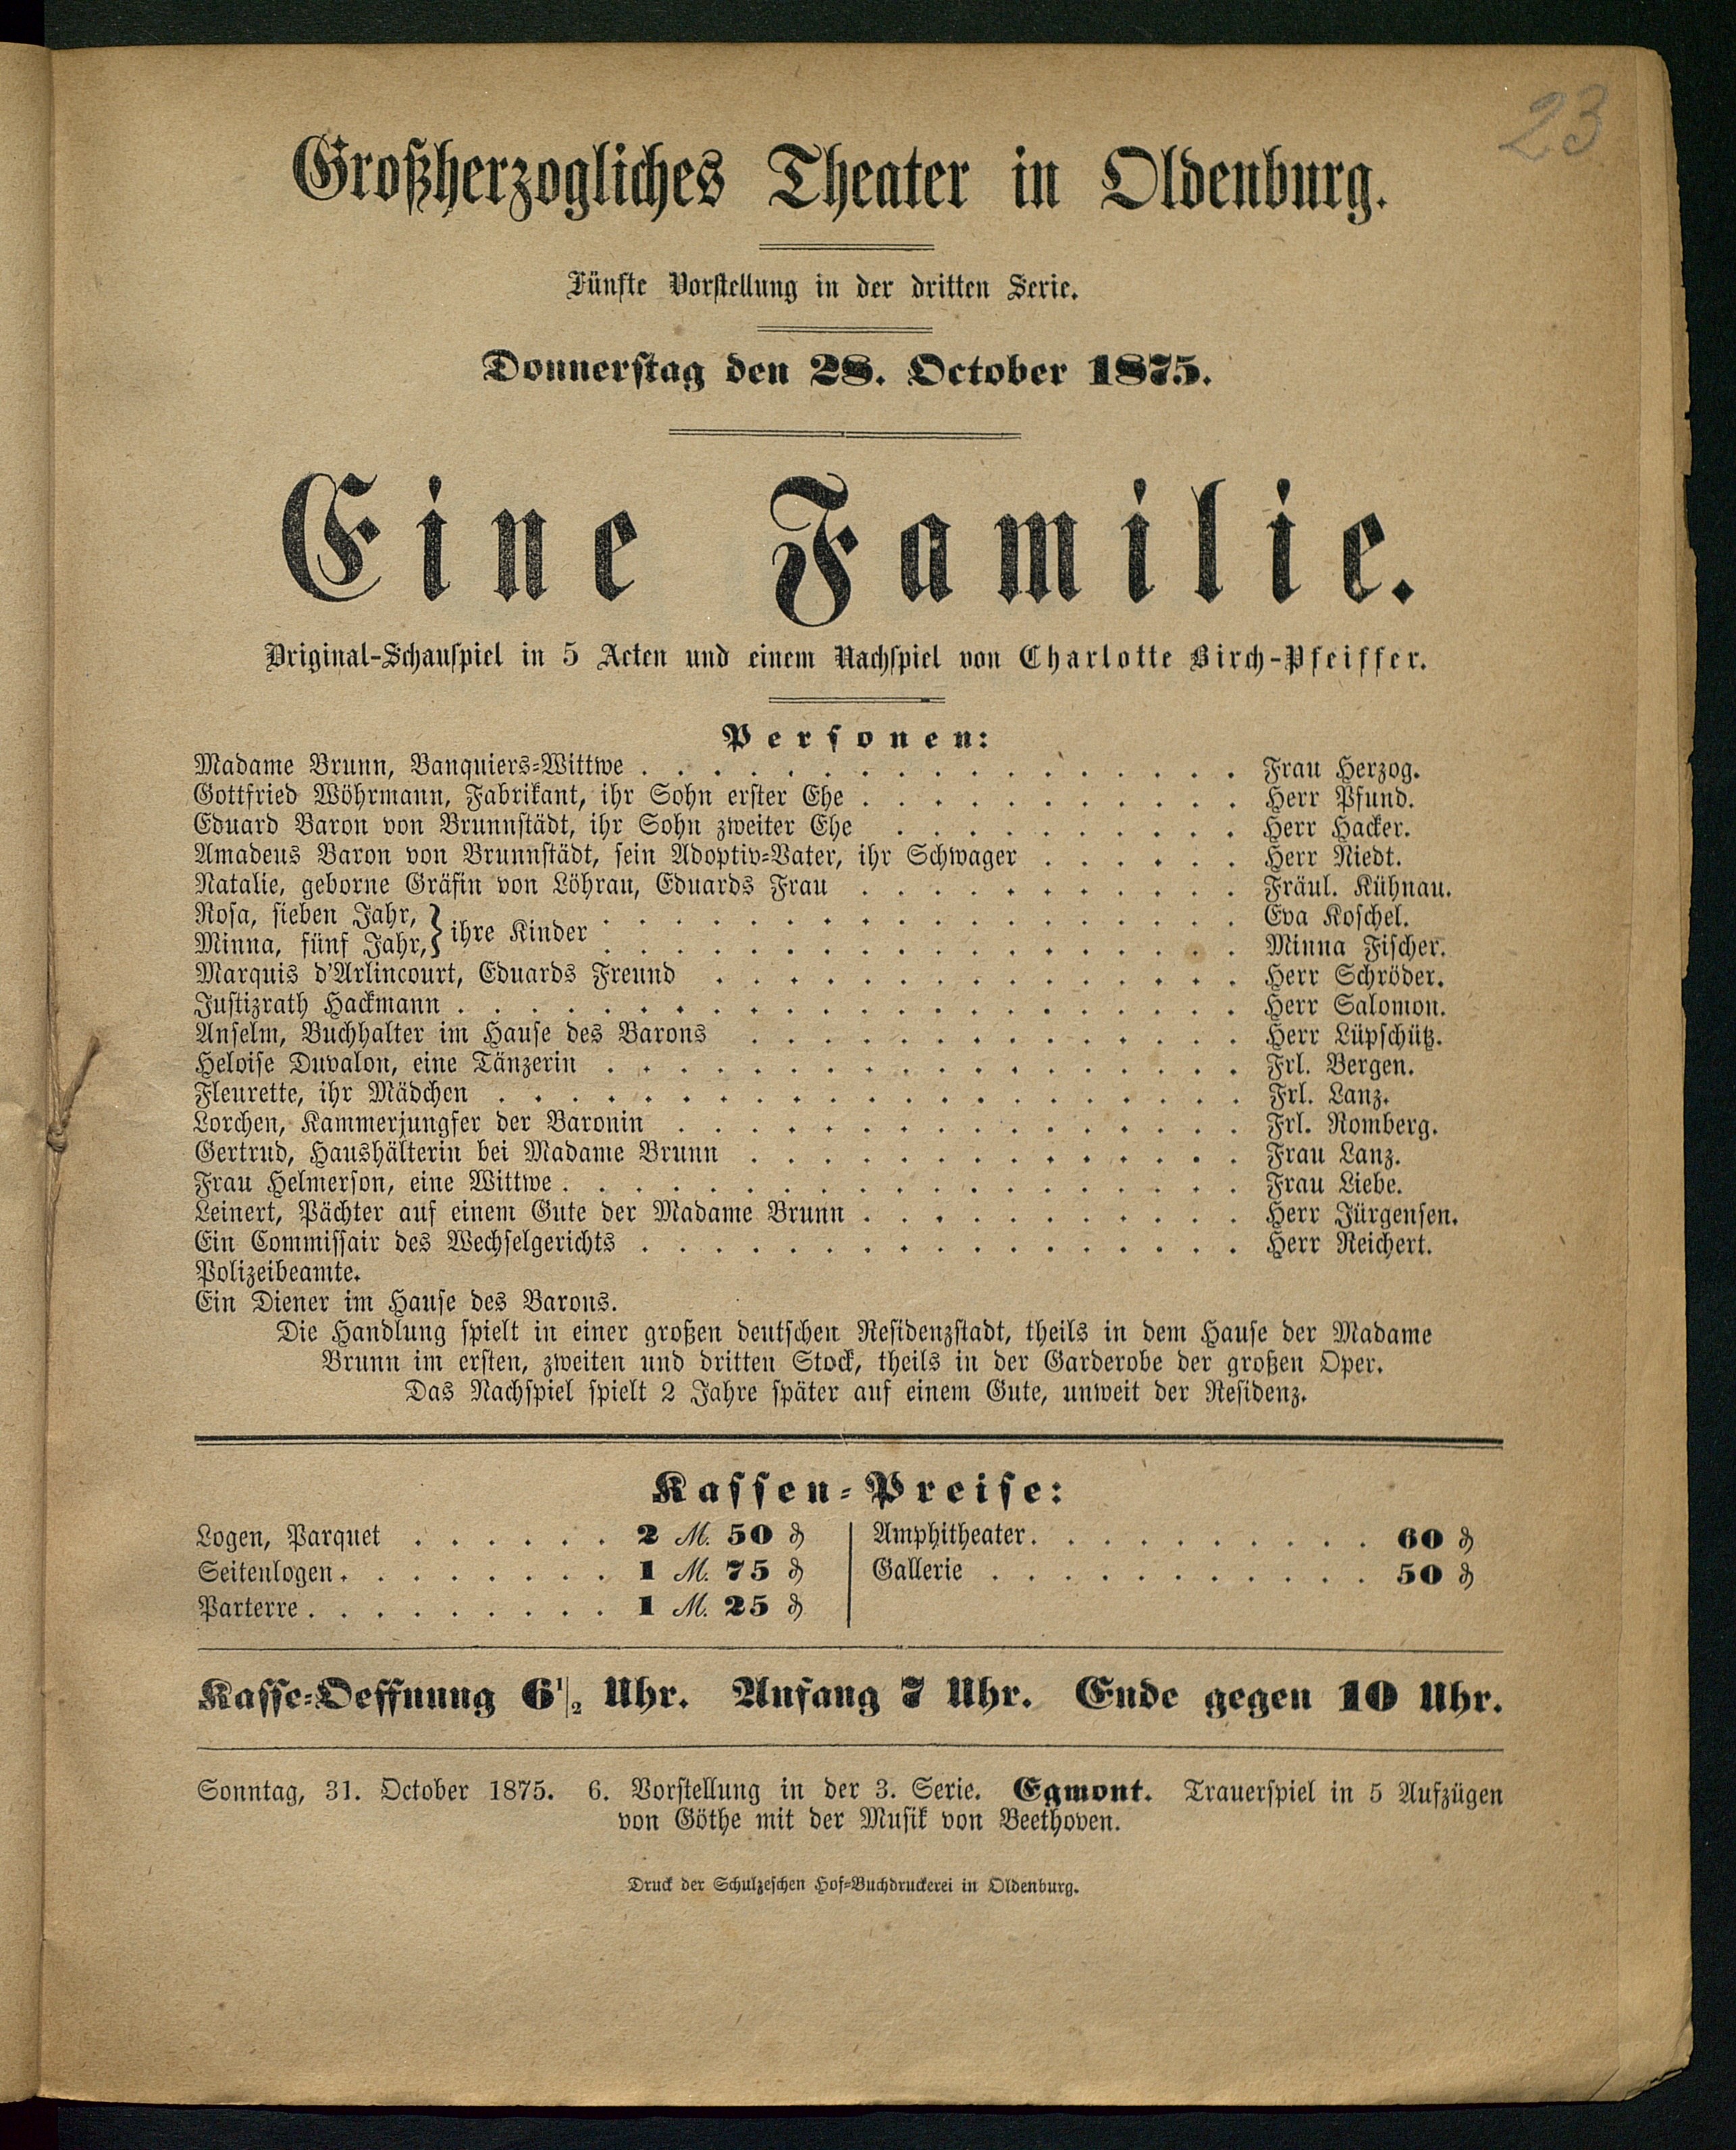 23
Großherzogliches Theater in Oldenburg.
Fünfte Vorstellung in der dritten Serie.
Donnerstag den 28. October 1875.
Eine Familie.
Original-Schauspiel in 5 Acten und einem Nachspiel von Charlotte Birch-Pfeiffer.
Personen:
Madame Brunn, Banquiers-Wittwe . . . . . . . . . . . . . . . . . Frau Herzog.
Gottfried Wöhrmann, Fabrikant, ihr Sohn erster Ehe . . . . . . . . . . . Herr Pfund.
Eduard Baron von Brunnstädt, ihr Sohn zweiter Ehe . . . . . . . . . . Herr Hacker.
Amadeus Baron von Brunnstädt, sein Adoptiv-Vater, ihr Schwager . . . . . . Herr Niedt.
Natalie, geborne Gräfin von Löhrau, Eduards Frau . . . . . . . . . . . Fräul. Kühnau.
Rosa, sieben Jahr, } ihre Kinder . . . . . . . . . . . . . . . . . . Eva Koschel.
Minna, fünf Jahr, } . . . . . . . . . . . . . . . . . . Minna Fischer.
Marquis d'Arlincourt, Eduards Freund . . . . . . . . . . . . . . . Herr Schröder.
Justizrath Hackmann . . . . . . . . . . . . . . . . . . . . . . Herr Salomon.
Anselm, Buchhalter im Hause des Barons . . . . . . . . . . . . . . Herr Lüpschütz.
Heloise Duvalon, eine Tänzerin . . . . . . . . . . . . . . . . . . Frl. Bergen.
Fleurette, ihr Mädchen . . . . . . . . . . . . . . . . . . . . . Frl. Lanz.
Lorchen, Kammerjungfer der Baronin . . . . . . . . . . . . . . . . Frl. Romberg.
Gertrud, Haushälterin bei Madame Brunn . . . . . . . . . . . . . . Frau Lanz.
Frau Helmerson, eine Wittwe . . . . . . . . . . . . . . . . . . . Frau Liebe.
Leinert, Pächter auf einem Gute der Madame Brunn . . . . . . . . . . . Herr Jürgensen.
Ein Commissair des Wechselgerichts . . . . . . . . . . . . . . . . . Herr Reichert.
Polizeibeamte.
Ein Diener im Hause des Barons.
Die Handlung spielt in einer großen deutschen Residenzstadt, theils in dem Hause der Madame
Brunn im ersten, zweiten und dritten Stock, theils in der Garderobe der großen Oper.
Das Nachspiel spielt 2 Jahre später auf einem Gute, unweit der Residenz.
Kassen-Preise:
Logen, Parquet . . . . . . 2 M. 50 ₰
Seitenlogen . . . . . . . . 1 M. 75 ₰
Parterre . . . . . . . . . 1 M. 25 ₰
Amphitheater . . . . . . . . . . 60 ₰
Gallerie . . . . . . . . . . . 50 ₰
Kasse-Oeffnung 6 1/2 Uhr. Anfang 7 Uhr. Ende gegen 10 Uhr.
Sonntag, 31. October 1875. 6. Vorstellung in der 3. Serie. Egmont. Trauerspiel in 5 Aufzügen
von Göthe mit der Musik von Beethoven.
Druck der Schulzeschen Hof-Buchdruckerei in Oldenburg.